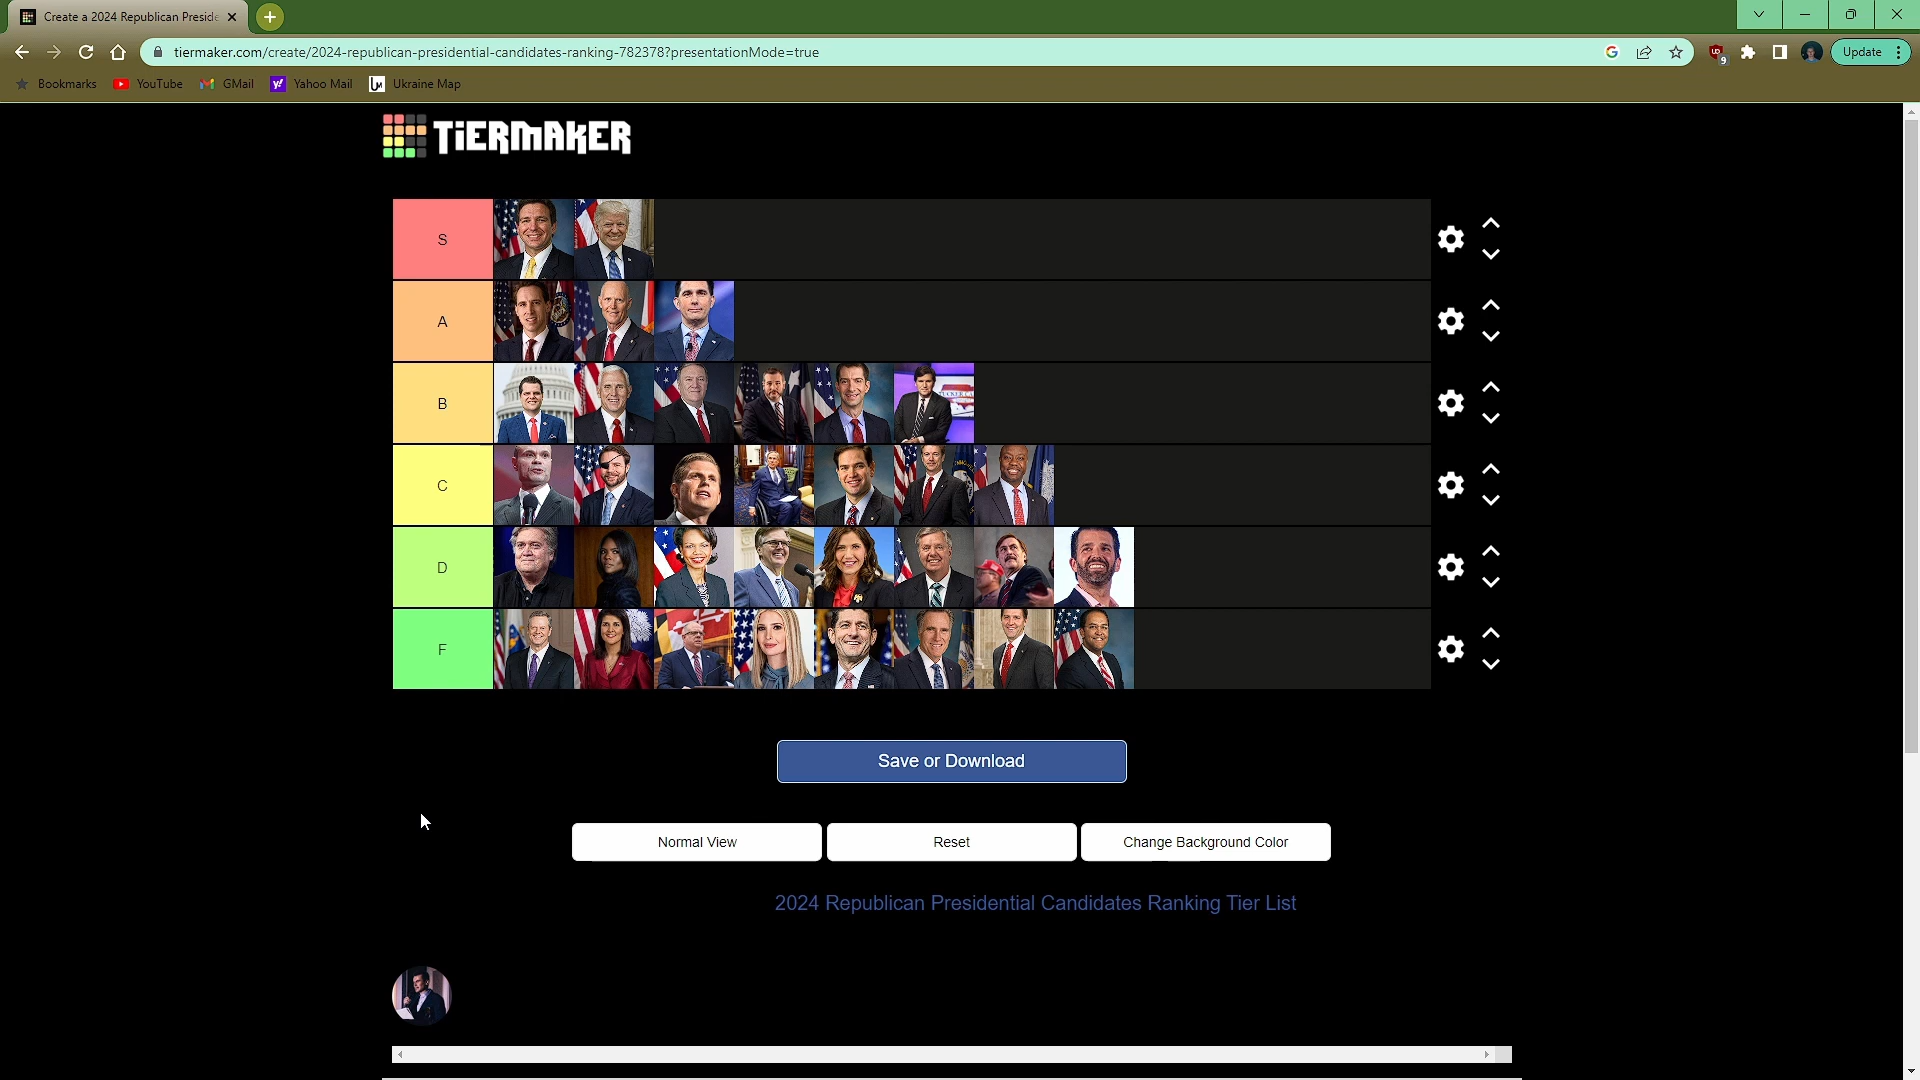 Create a 2024 Republican Preside
tiermaker.com/create/2024-republican-presidential-candidates-ranking-782378?presentationMode=true
9
Update
Bookmarks YouTube GMail Yahoo Mail Ukraine Map
TiERMAKER
S
A
B
C
D
F
Save or Download
Normal View Reset Change Background Color
2024 Republican Presidential Candidates Ranking Tier List